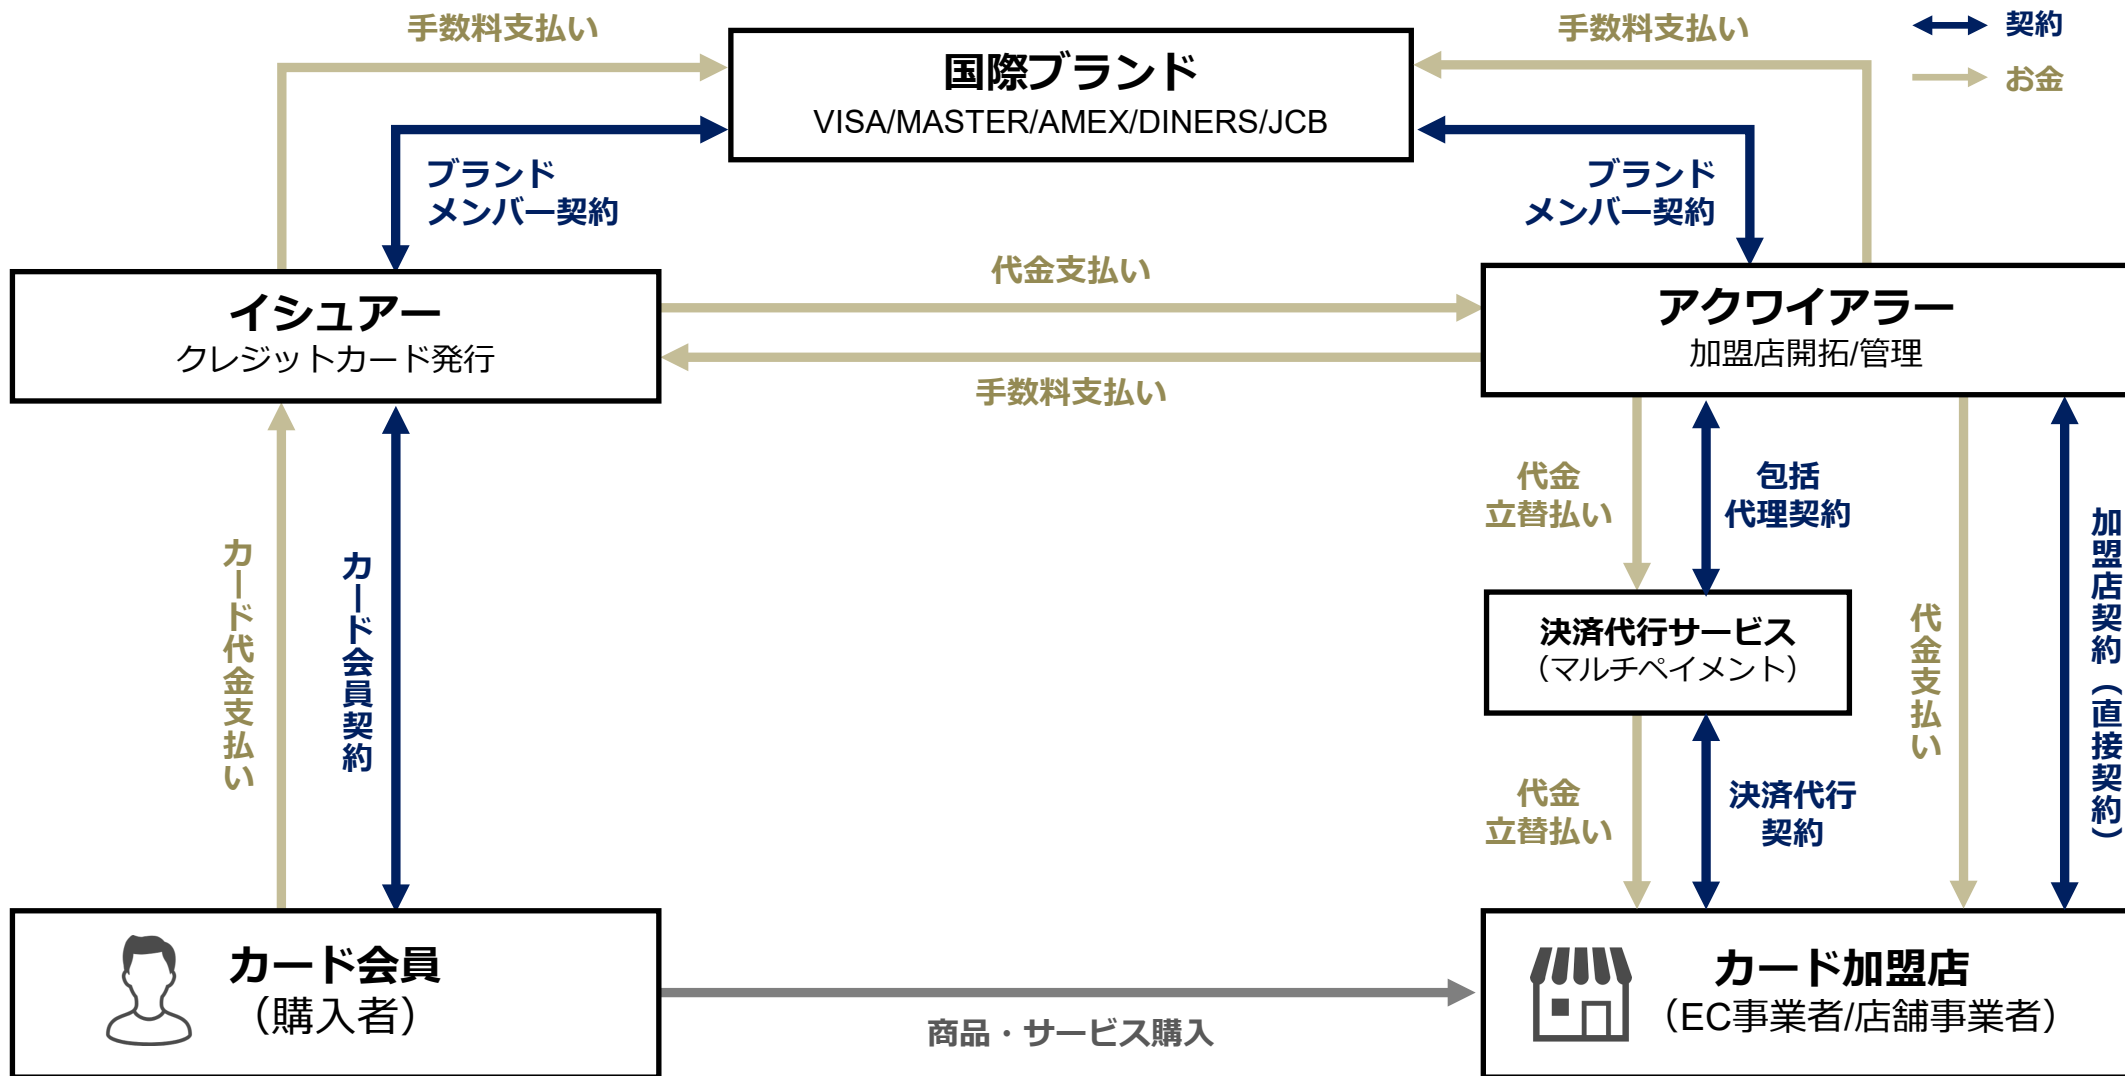 手数料支払い
手数料支払い
契約
お金
国際ブランド
VISA/MASTER/AMEX/DINERS/JCB
ブランド
メンバー契約
ブランド
メンバー契約
イシュアー
クレジットカード発行
代金支払い
手数料支払い
アクワイアラー
加盟店開拓/管理
カード代金支払い
カード会員契約
代金
立替払い
包括
代理契約
決済代行サービス
（マルチペイメント）
代金
立替払い
決済代行
契約
代金支払い
加盟店契約（直接契約）
カード会員
（購入者）
商品・サービス購入
カード加盟店
（EC事業者/店舗事業者）